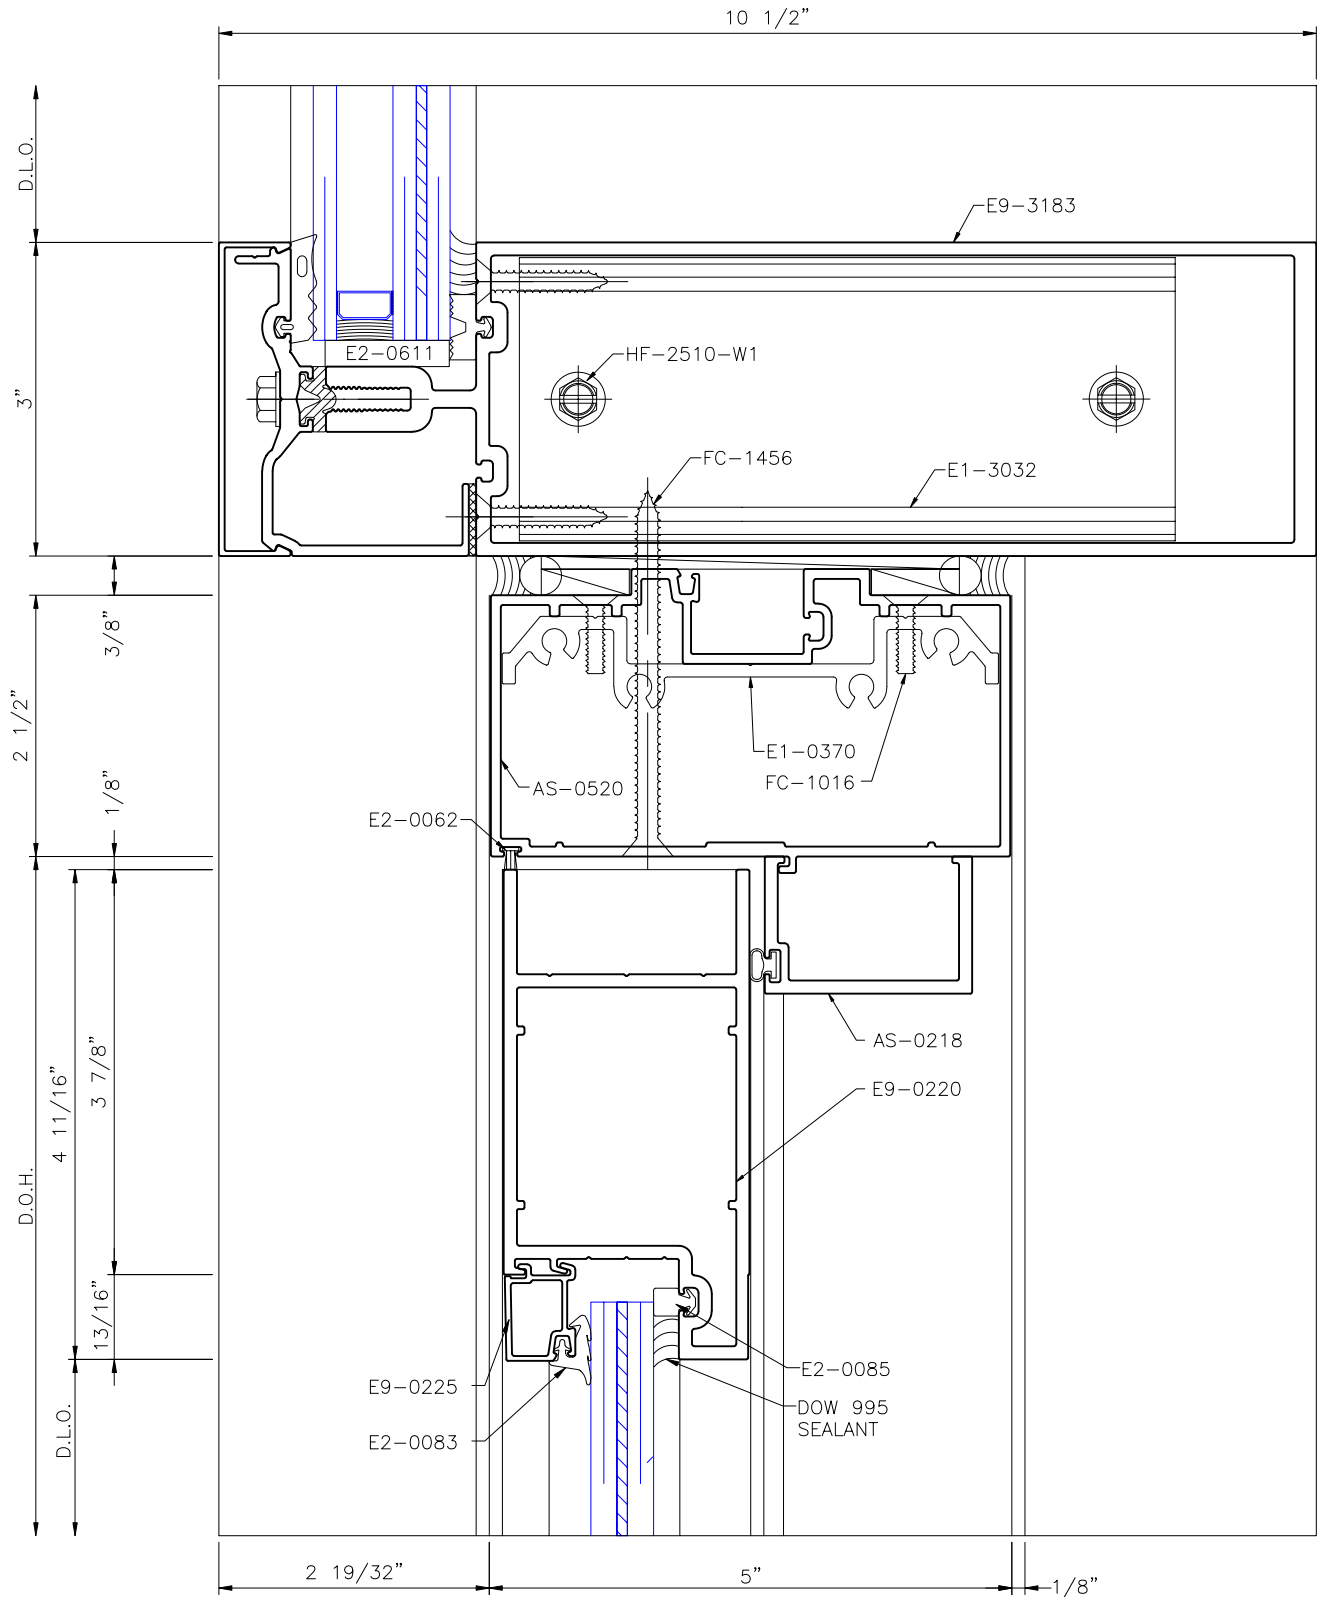 10 1/2"
D.L.O.
E9-3183
E2-0611
HF-2510-W1
3"
FC-1456
E1-3032
3/8"
2 1/2"
E1-0370
FC-1016
AS-0520
1/8"
E2-0062
AS-0218
3 7/8"
E9-0220
4 11/16"
D.O.H.
13/16"
E2-0085
E9-0225
DOW 995
SEALANT
E2-0083
D.L.O.
2 19/32"
5"
1/8"